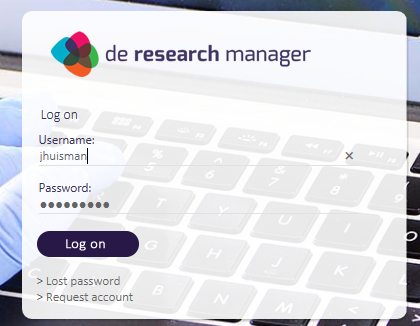 de research manager
Log on
Username:
jhuisman
Password:
●●●●●●●●●
Log on
> Lost password
> Request account